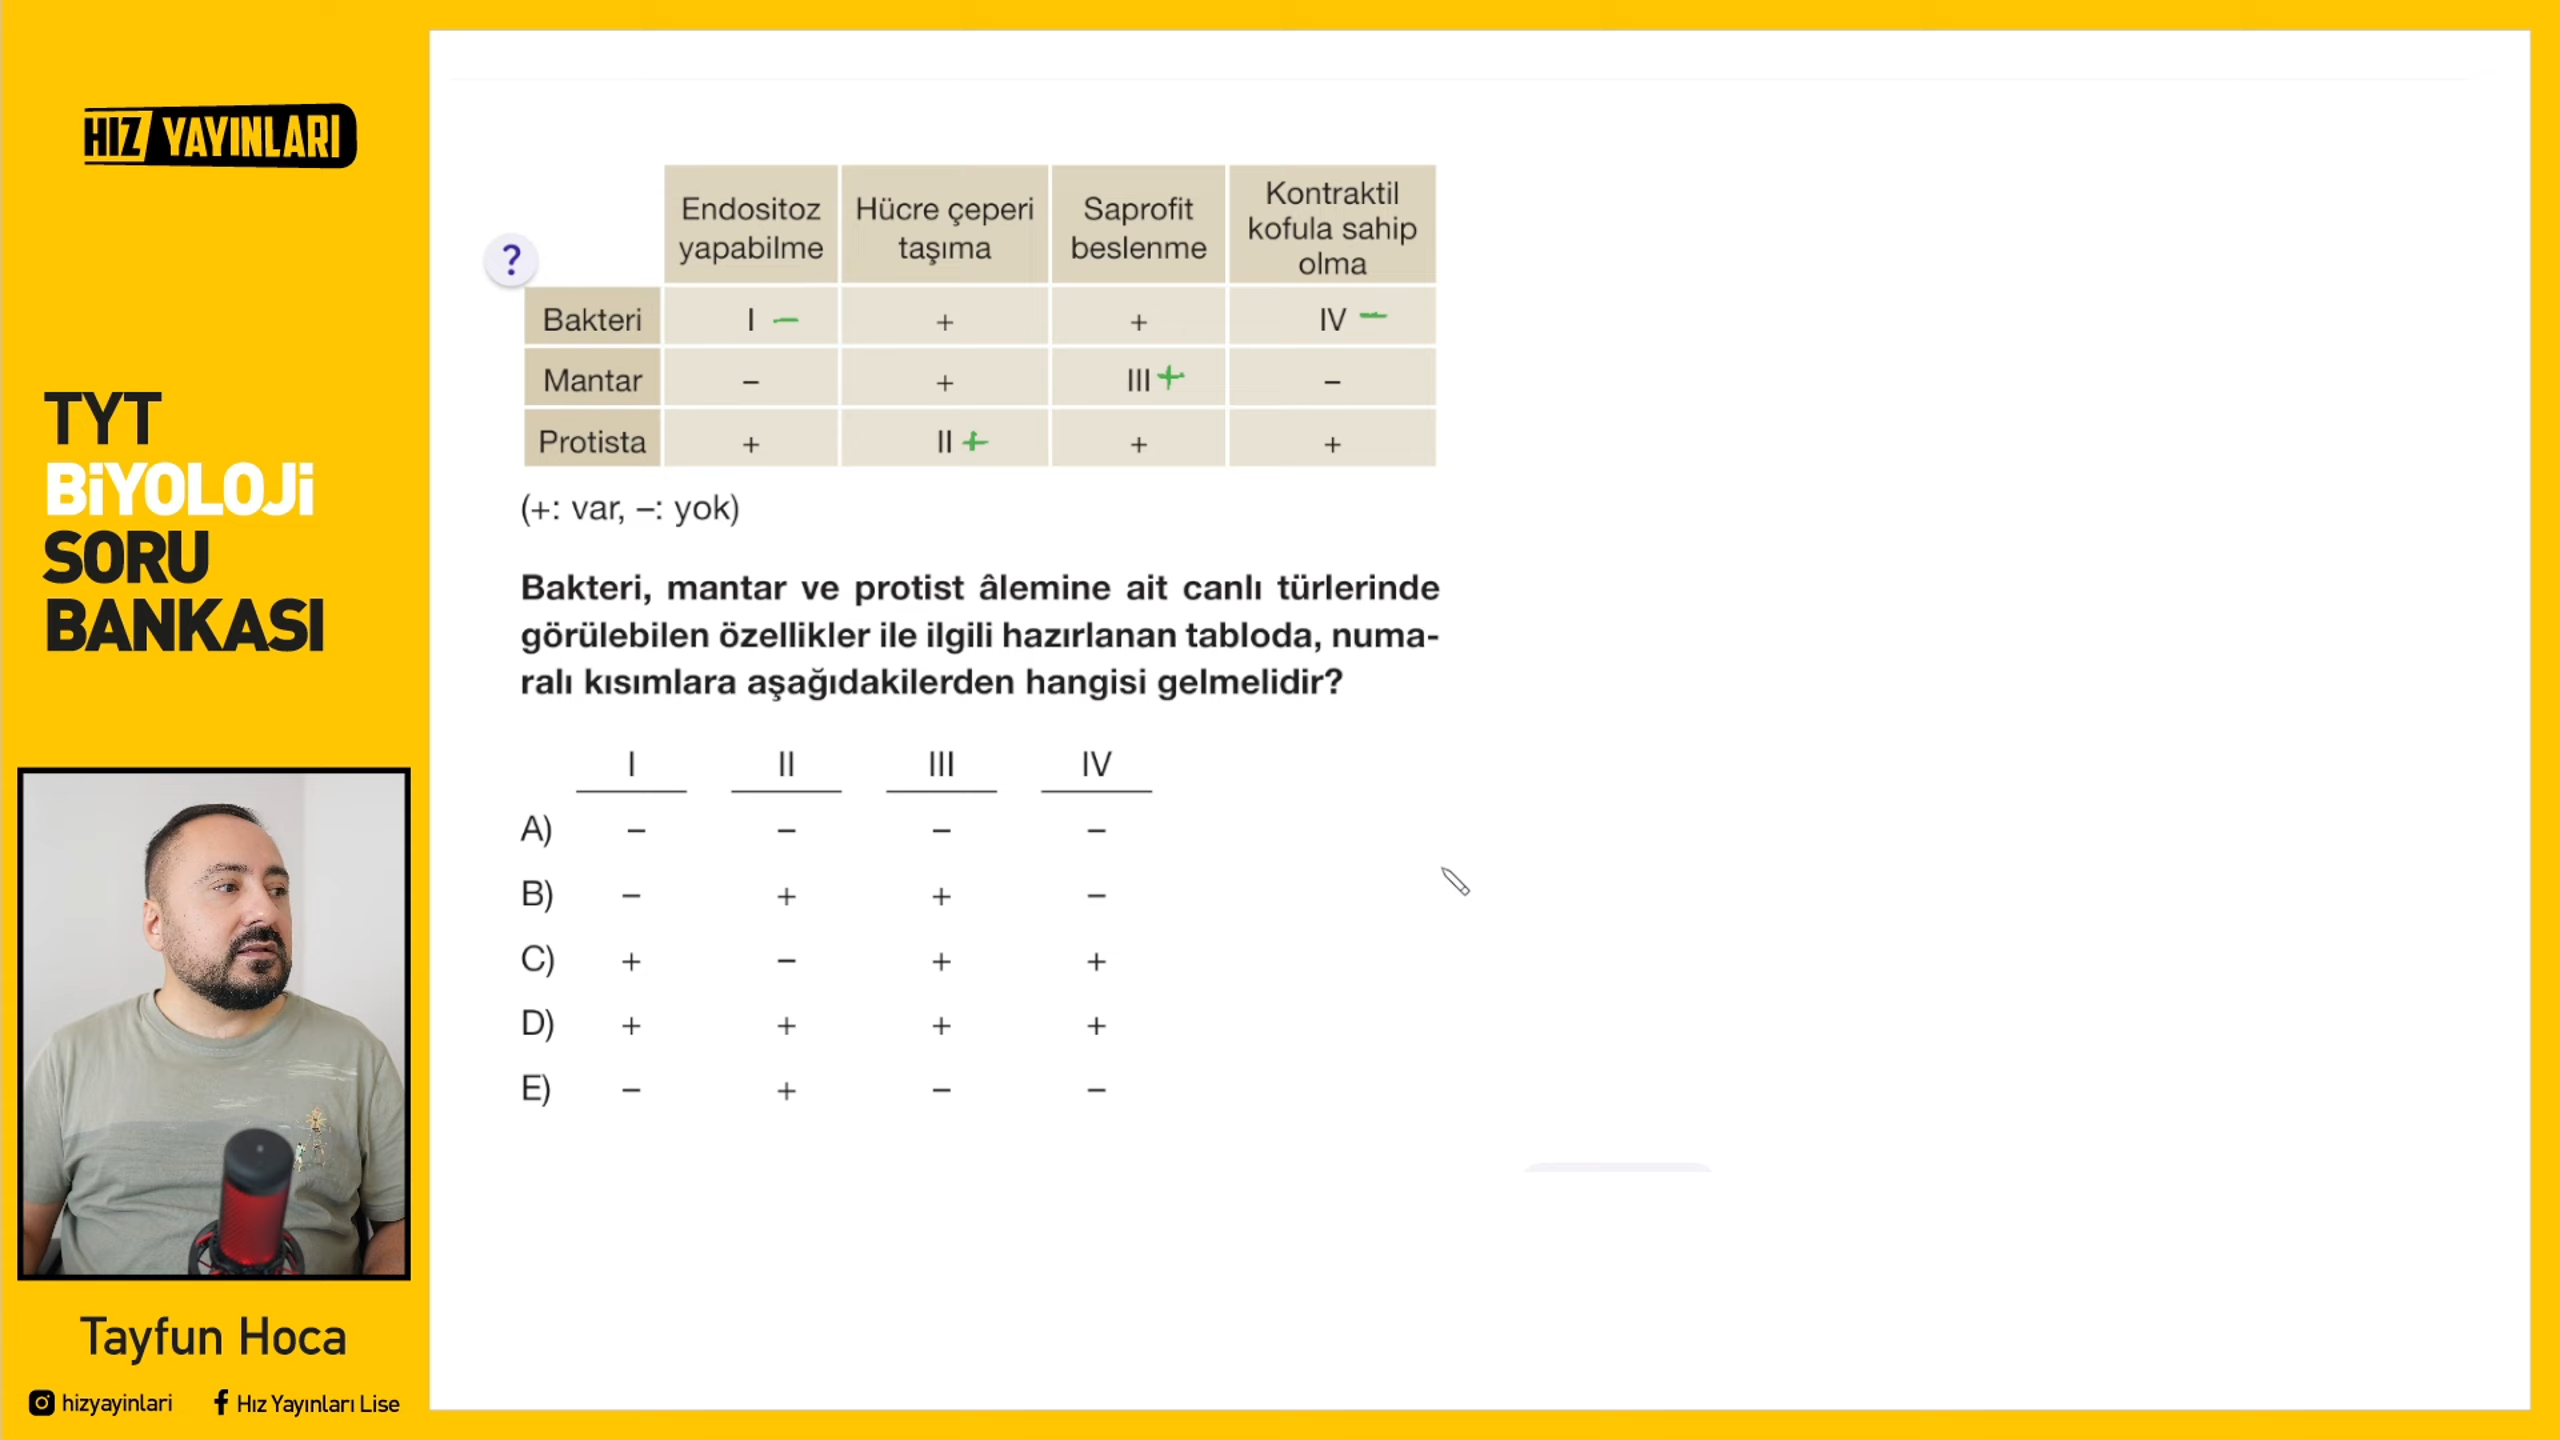 HIZ YAYINLARI
TYT
BİYOLOJİ
SORU
BANKASI
Tayfun Hoca
hizyayinlari
Hız Yayınları Lise
?
Endositoz yapabilme	Hücre çeperi taşıma	Saprofit beslenme	Kontraktil kofula sahip olma
Bakteri	I –	+	+	IV –
Mantar	–	+	III +	–
Protista	+	II +	+	+
(+: var, –: yok)
Bakteri, mantar ve protist âlemine ait canlı türlerinde
görülebilen özellikler ile ilgili hazırlanan tabloda, numa-
ralı kısımlara aşağıdakilerden hangisi gelmelidir?
I	II	III	IV
A)	–	–	–	–
B)	–	+	+	–
C)	+	–	+	+
D)	+	+	+	+
E)	–	+	–	–